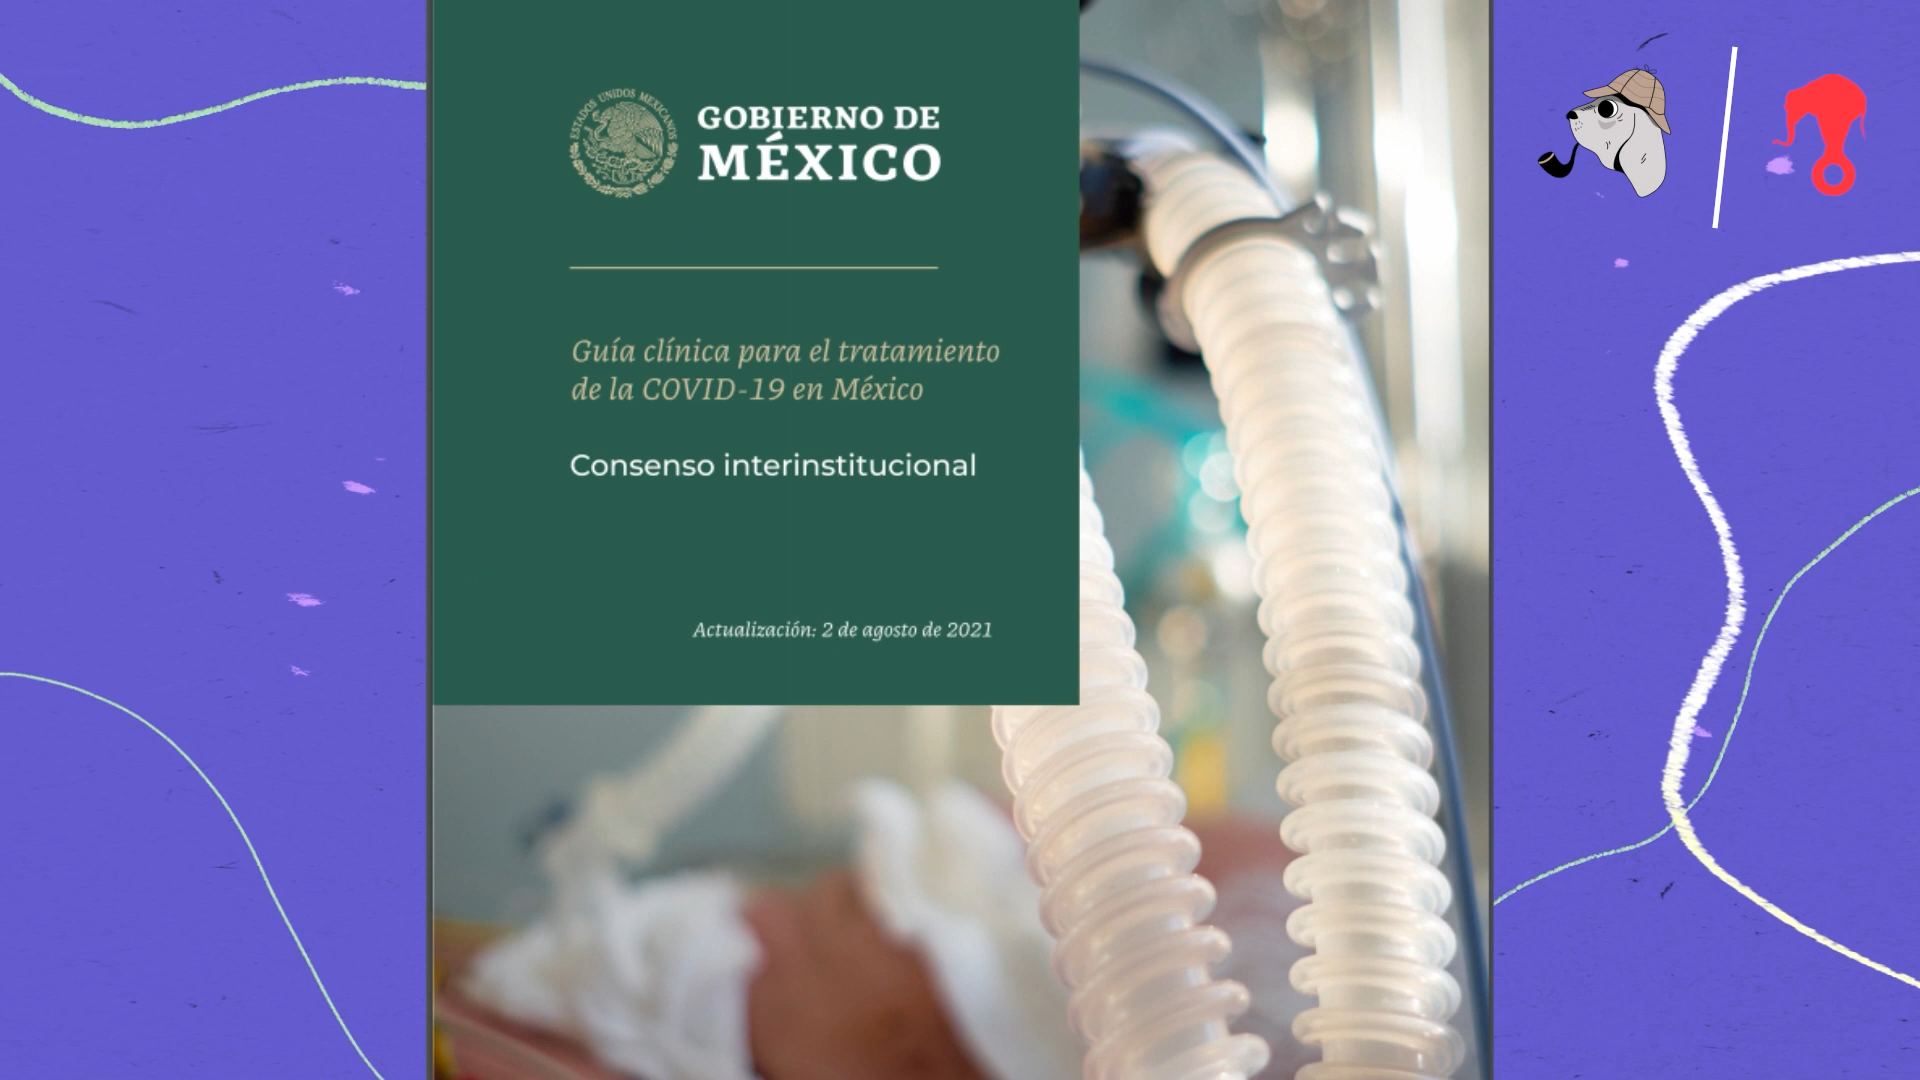 ESTADOS UNIDOS MEXICANOS
GOBIERNO DE
MÉXICO
Guía clínica para el tratamiento
de la COVID-19 en México
Consenso interinstitucional
Actualización: 2 de agosto de 2021